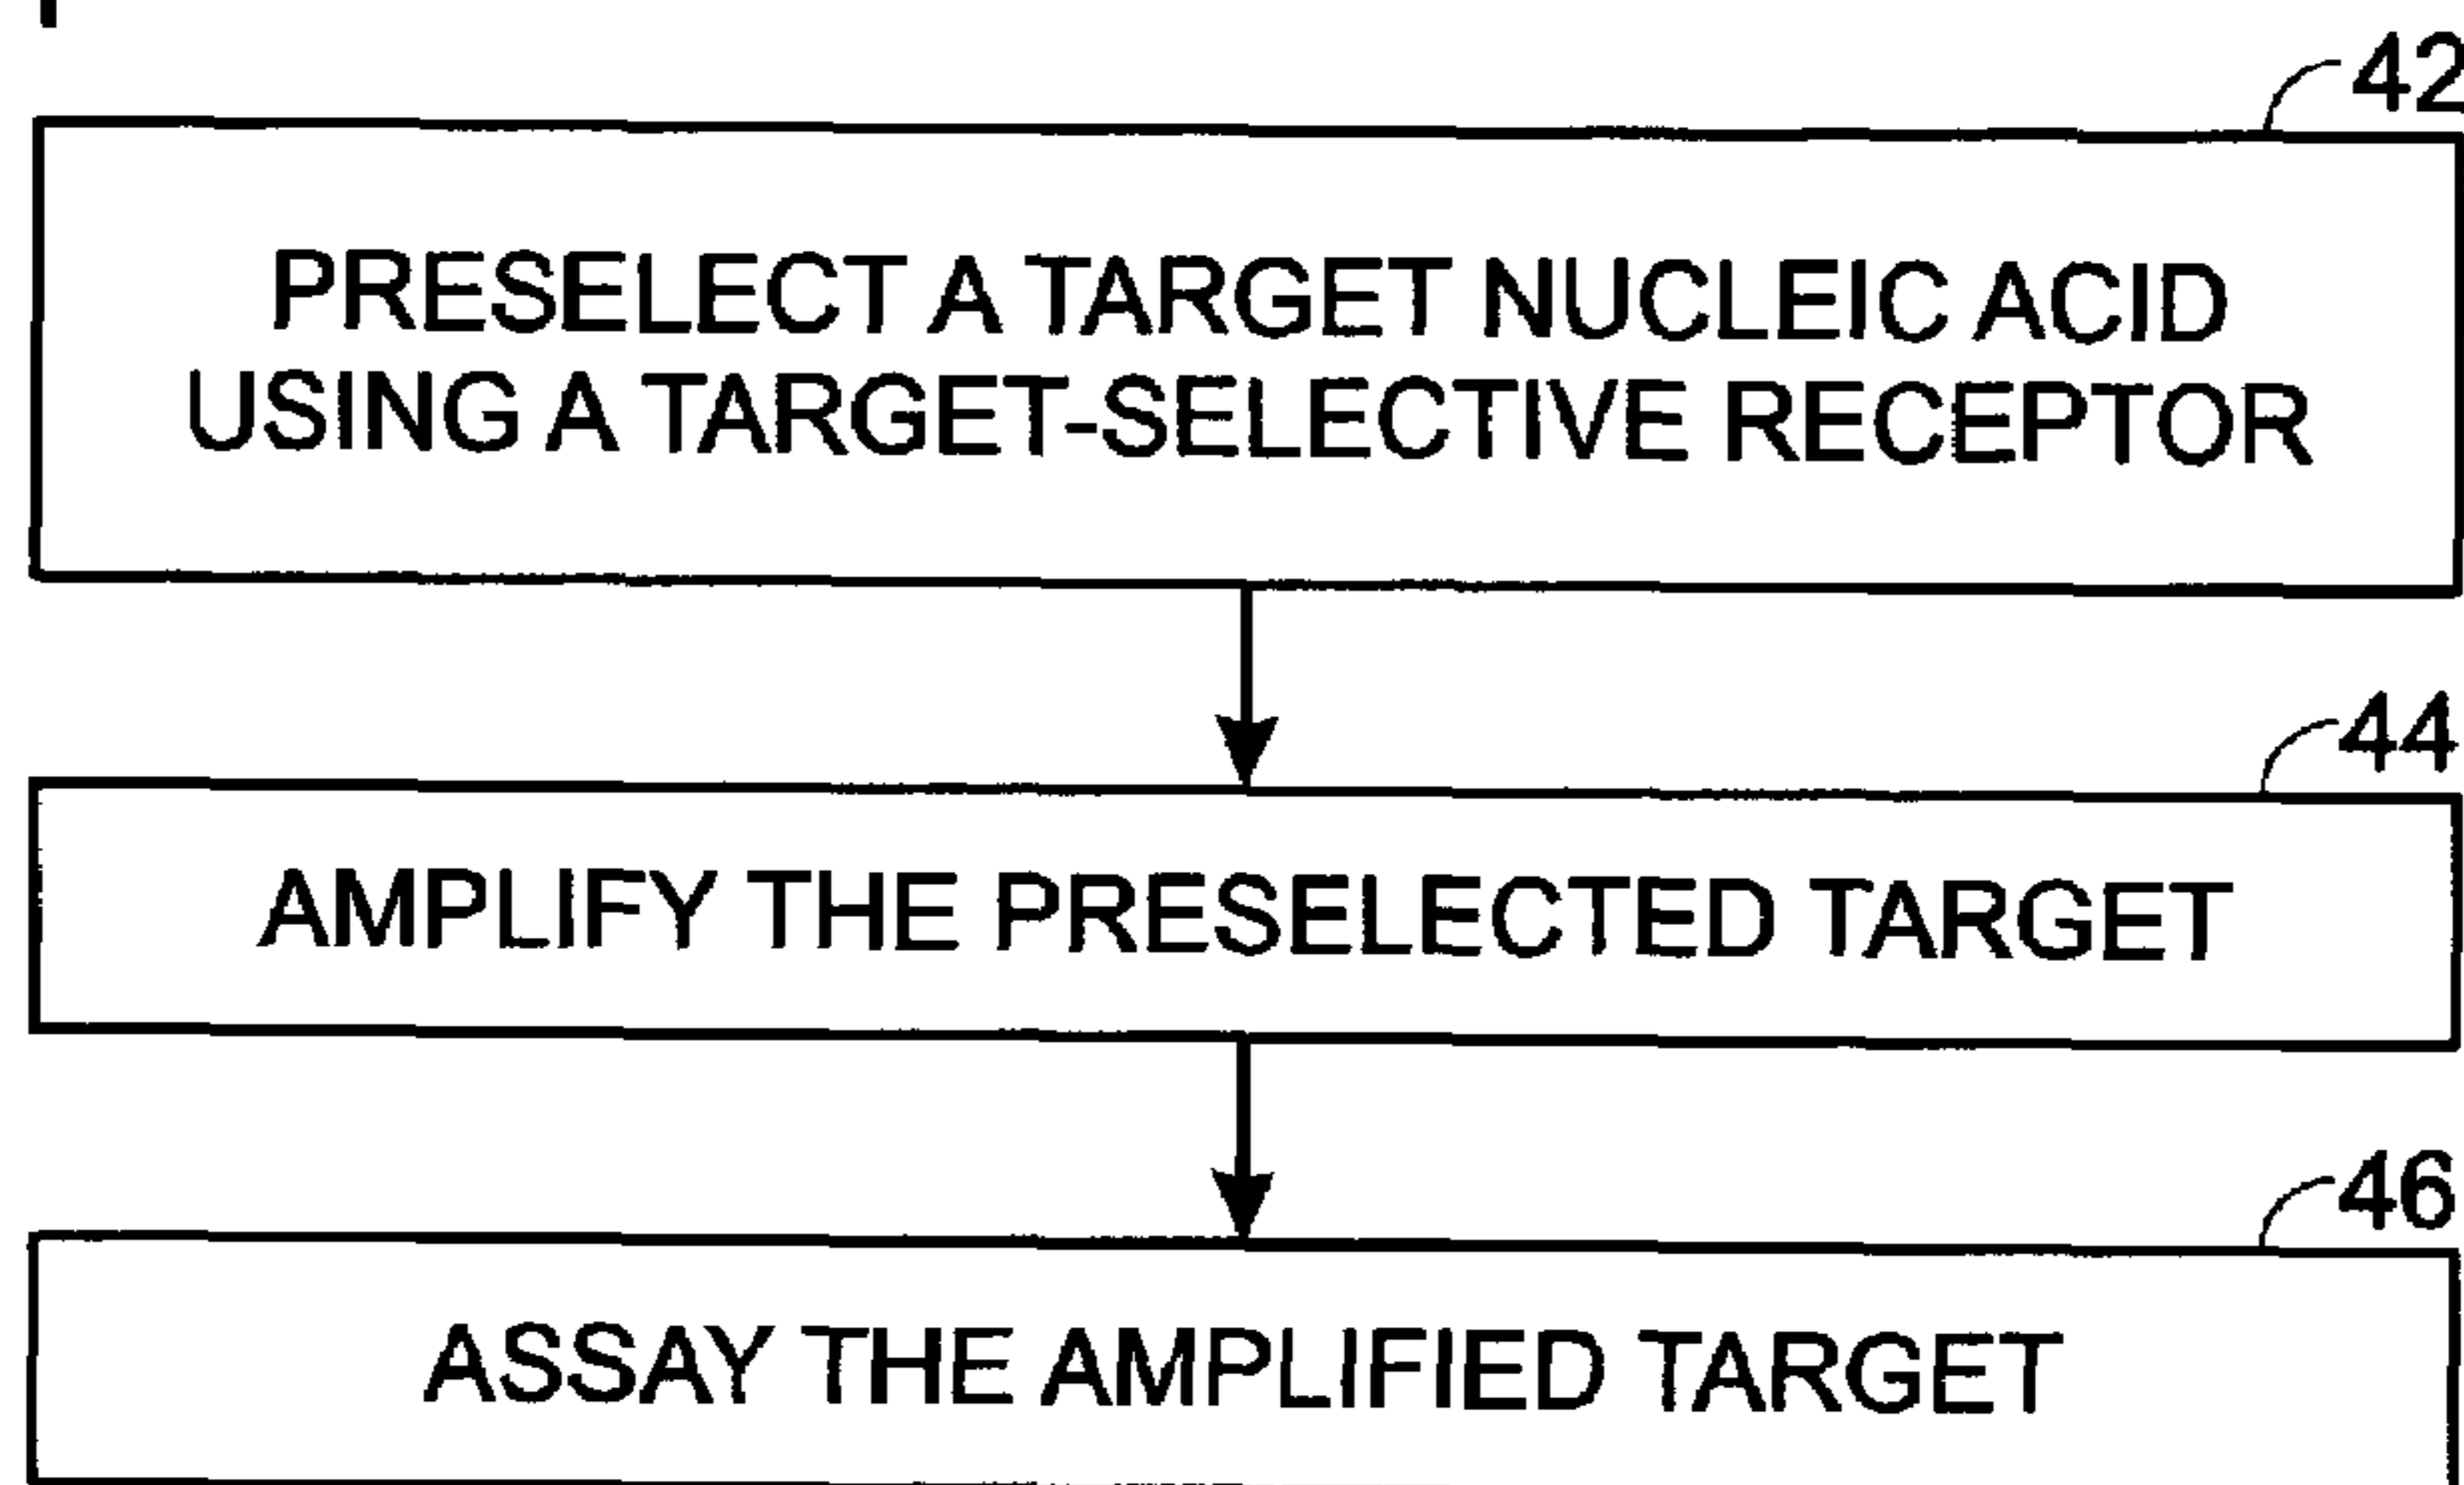 42
PRESELECT A TARGET NUCLEIC ACID
USING A TARGET-SELECTIVE RECEPTOR
44
AMPLIFY THE PRESELECTED TARGET
46
ASSAY THE AMPLIFIED TARGET